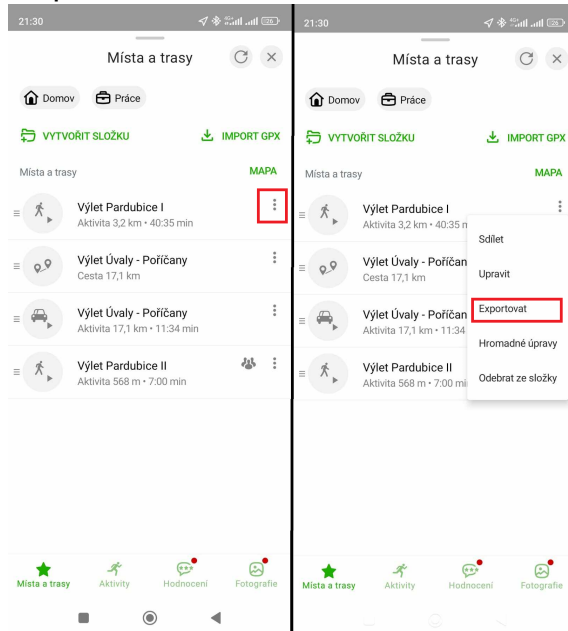 21:30
Místa a trasy
Domov Práce
VYTVOŘIT SLOŽKU IMPORT GPX
Místa a trasy MAPA
Výlet Pardubice I
Aktivita 3,2 km • 40:35 min
Výlet Úvaly - Poříčany
Cesta 17,1 km
Výlet Úvaly - Poříčany
Aktivita 17,1 km • 11:34 min
Výlet Pardubice II
Aktivita 568 m • 7:00 min
Místa a trasy Aktivity Hodnocení Fotografie
21:30
Místa a trasy
Domov Práce
VYTVOŘIT SLOŽKU IMPORT GPX
Místa a trasy MAPA
Výlet Pardubice I
Aktivita 3,2 km • 40:35 m
Výlet Úvaly - Poříčan
Cesta 17,1 km
Výlet Úvaly - Poříčan
Aktivita 17,1 km • 11:34
Výlet Pardubice II
Aktivita 568 m • 7:00 mi
Sdílet
Upravit
Exportovat
Hromadné úpravy
Odebrat ze složky
Místa a trasy Aktivity Hodnocení Fotografie